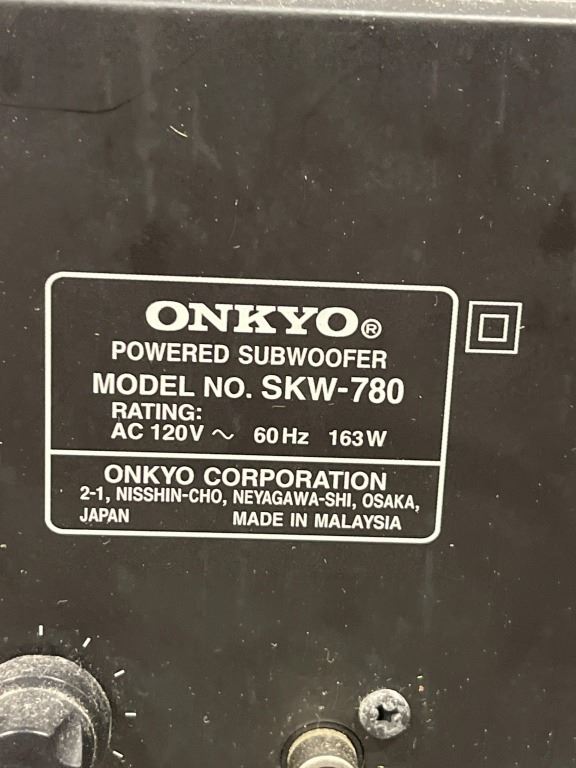 ONKYO®
POWERED SUBWOOFER
MODEL NO. SKW-780
RATING:
AC 120V ～ 60Hz 163W
ONKYO CORPORATION
2-1, NISSHIN-CHO, NEYAGAWA-SHI, OSAKA,
JAPAN MADE IN MALAYSIA